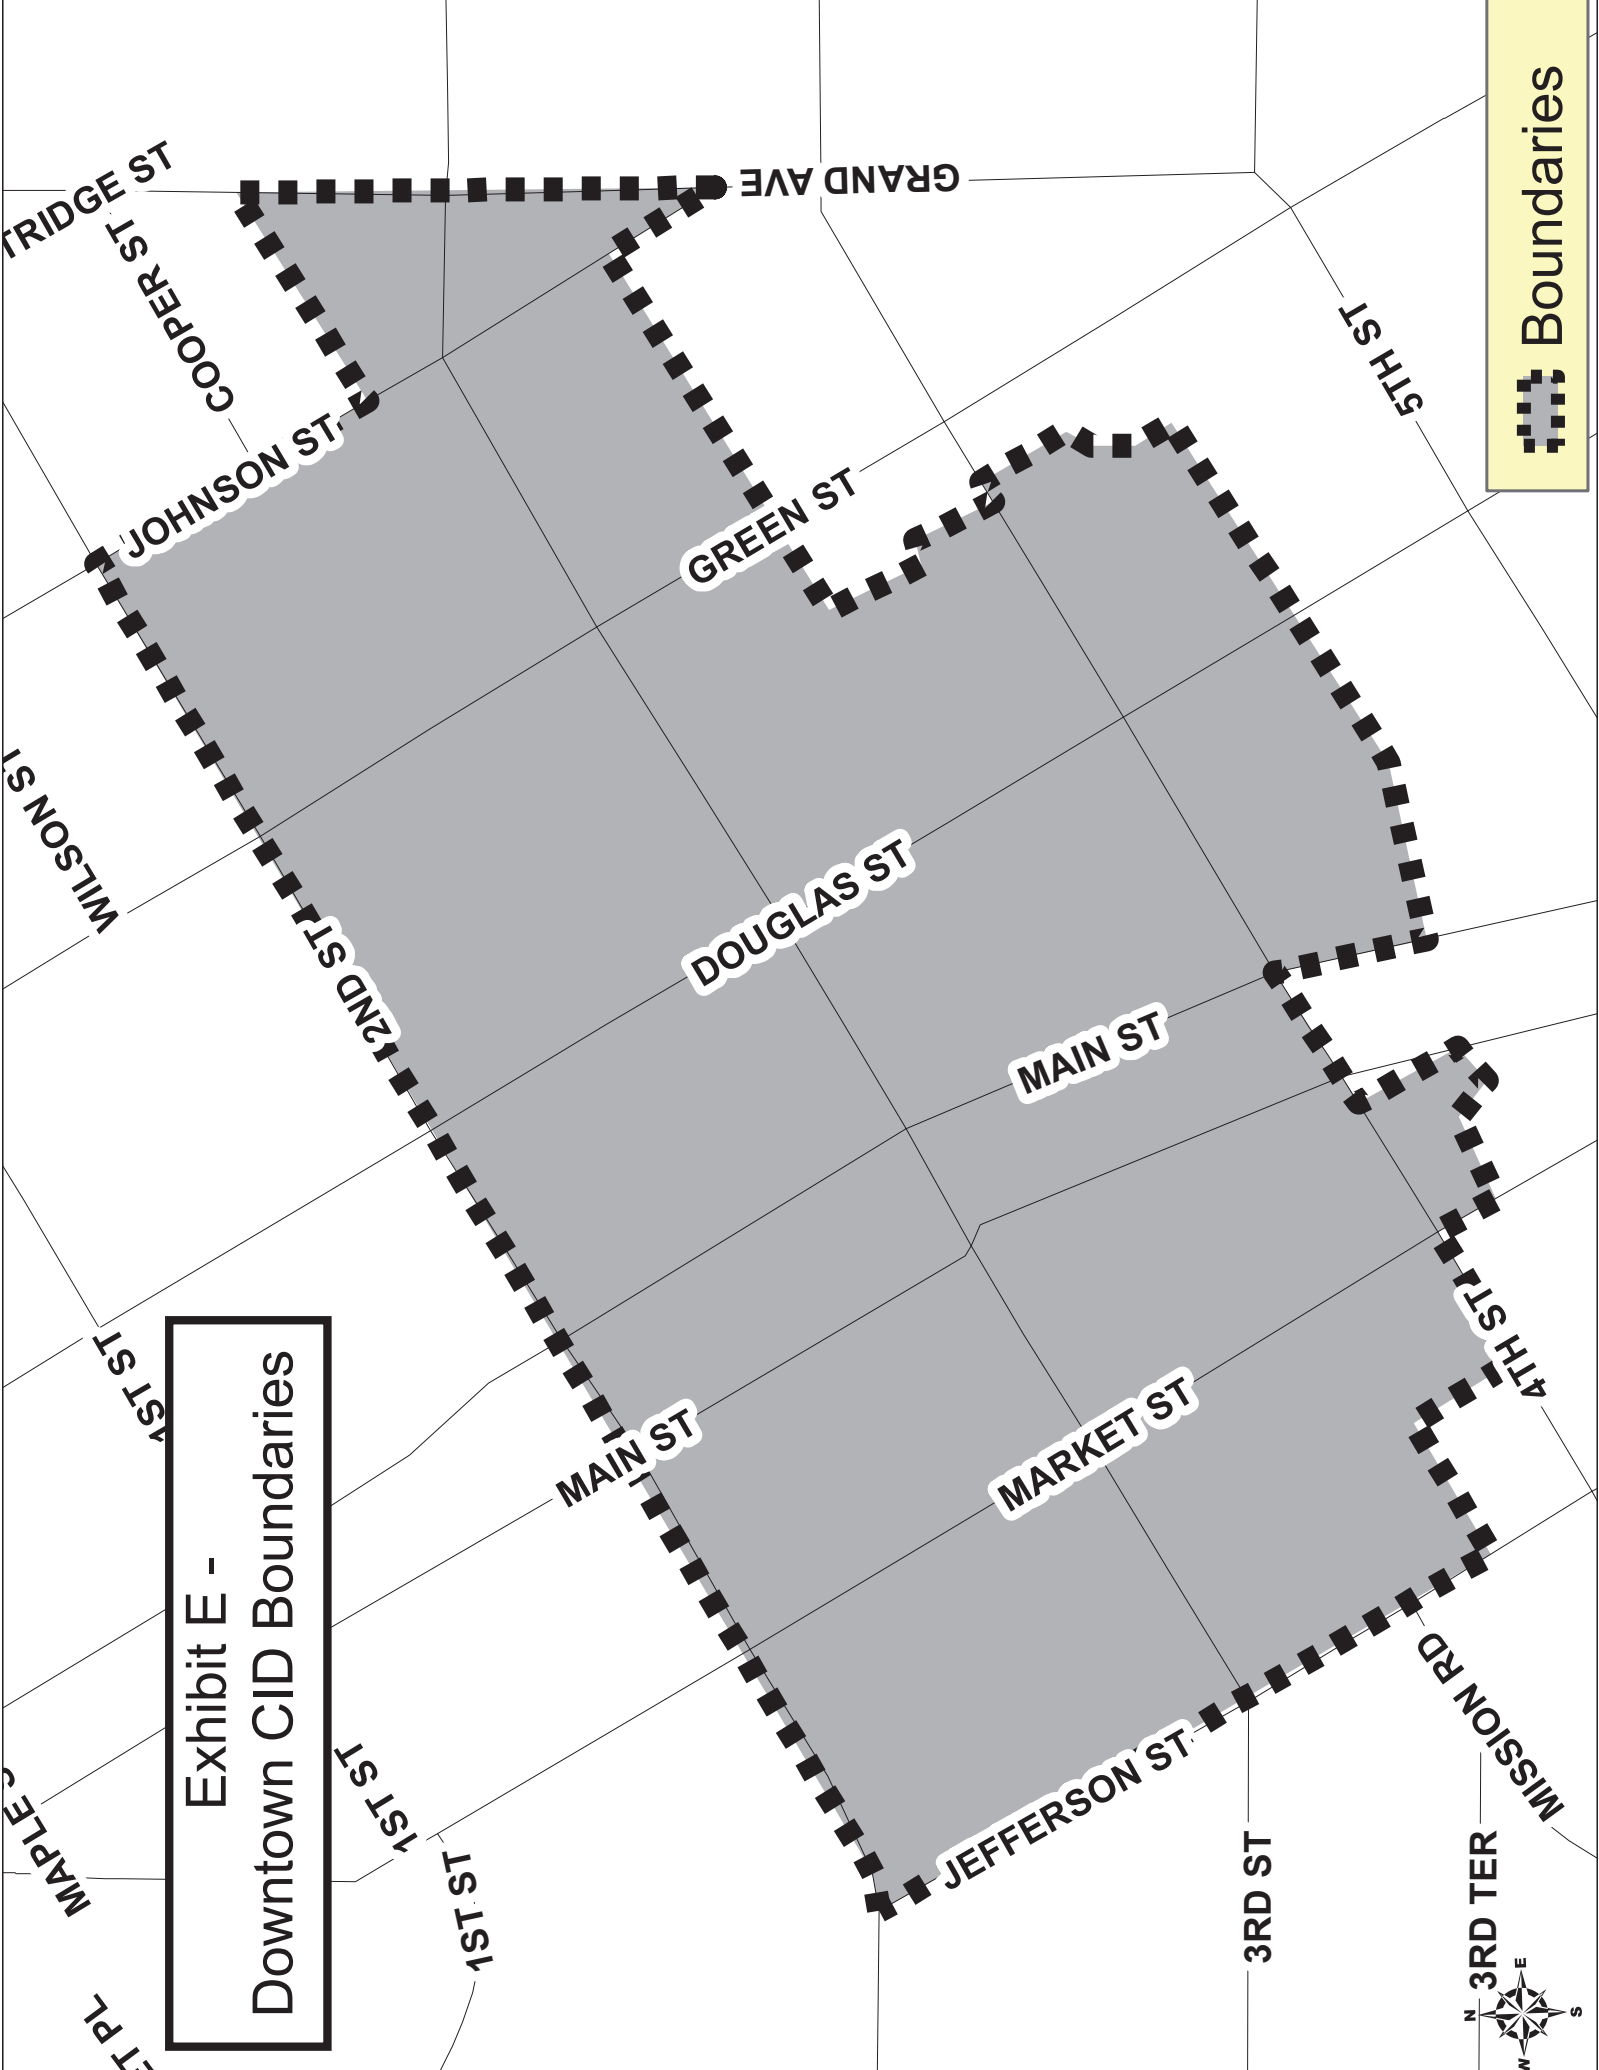 Exhibit E -
Downtown CID Boundaries
TRIDGE ST
COOPER ST
JOHNSON ST
GRAND AVE
WILSON ST
2ND ST
GREEN ST
5TH ST
DOUGLAS ST
MAIN ST
1ST ST
MAIN ST
MARKET ST
4TH ST
1ST ST
1ST ST
JEFFERSON ST
3RD ST
MISSION RD
3RD TER
MAPLE
PL
N
E
S
W
Boundaries